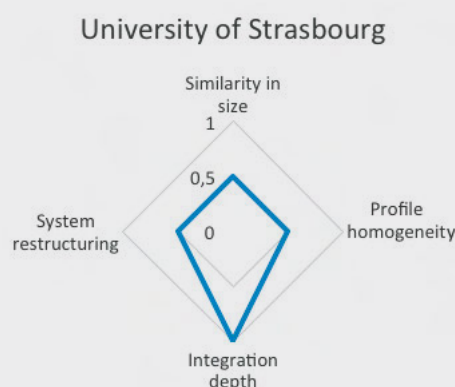 University of Strasbourg
Similarity in
size
1
0,5
0
System
restructuring
Profile
homogeneity
Integration
depth